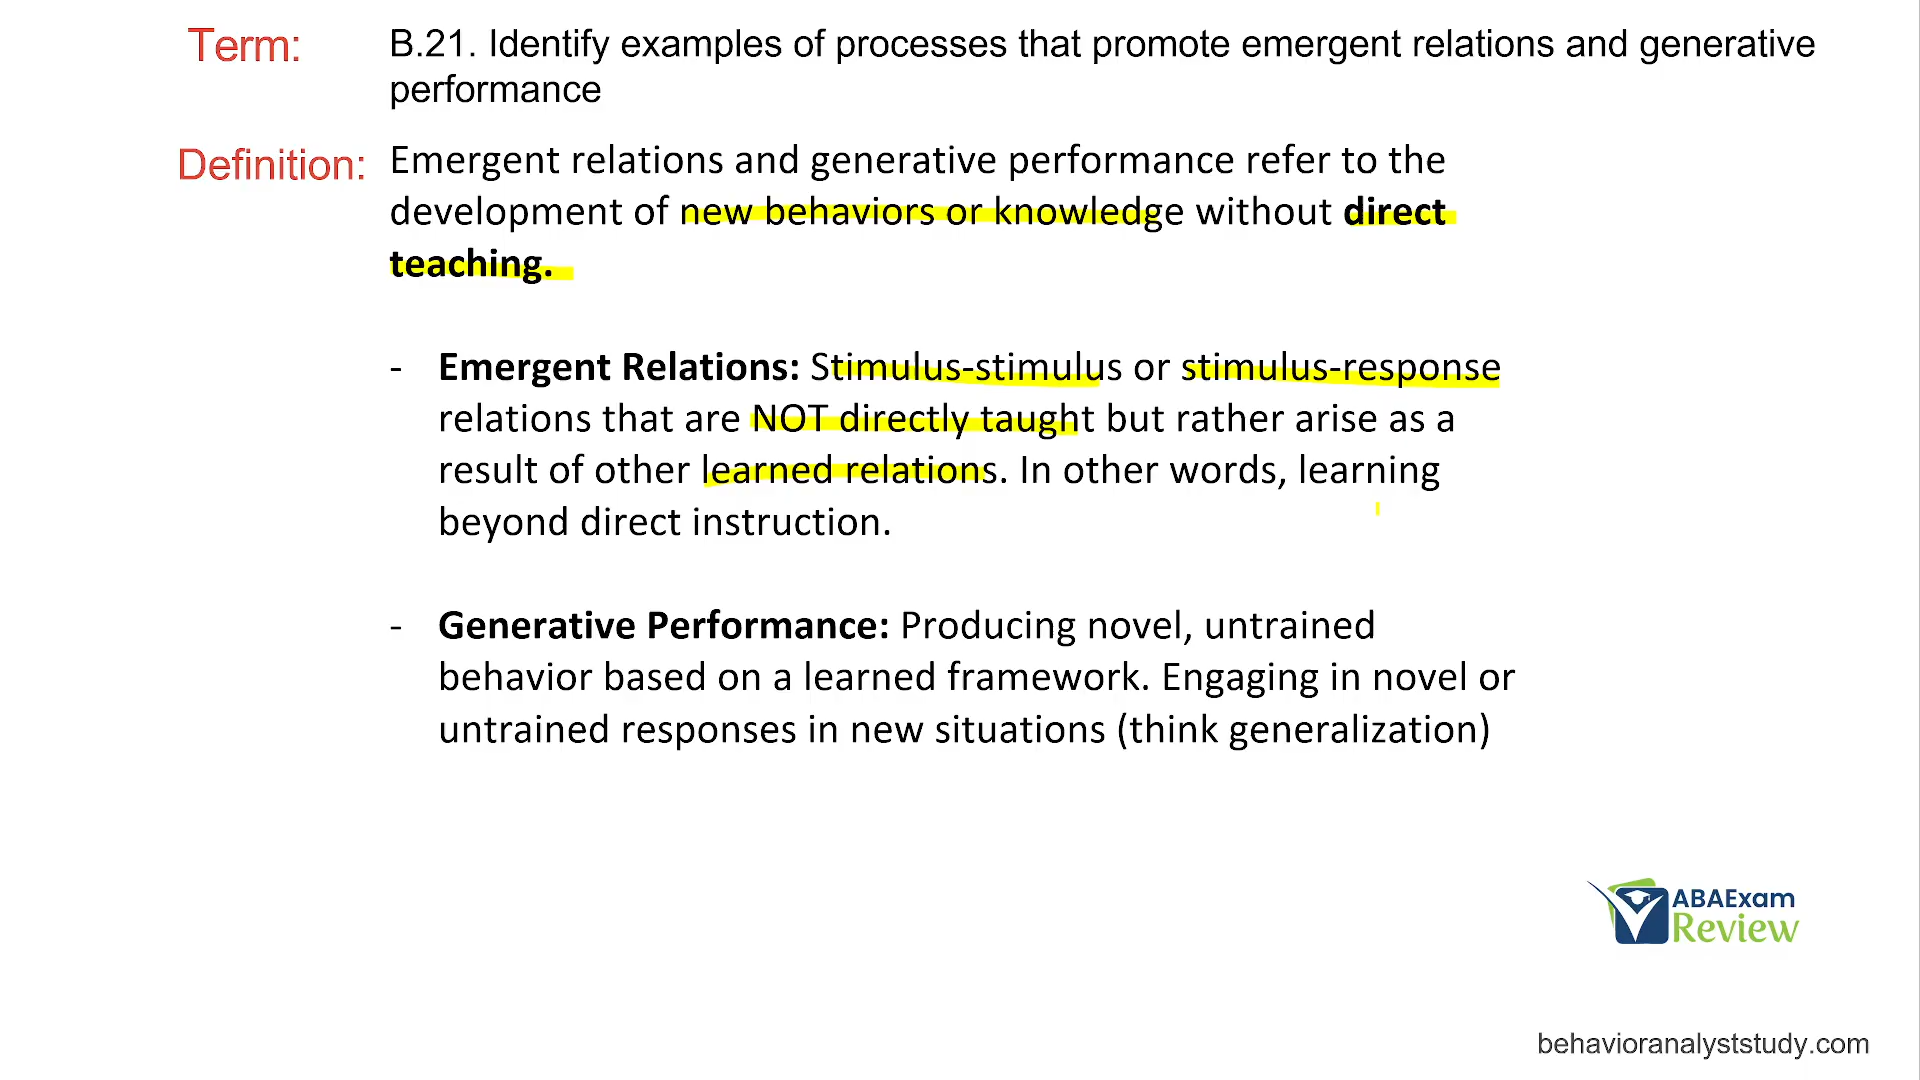 Term:
B.21. Identify examples of processes that promote emergent relations and generative
performance
Definition:
Emergent relations and generative performance refer to the
development of new behaviors or knowledge without direct
teaching.
- Emergent Relations: Stimulus-stimulus or stimulus-response
relations that are NOT directly taught but rather arise as a
result of other learned relations. In other words, learning
beyond direct instruction.
- Generative Performance: Producing novel, untrained
behavior based on a learned framework. Engaging in novel or
untrained responses in new situations (think generalization)
ABAExam
Review
behavioranalyststudy.com